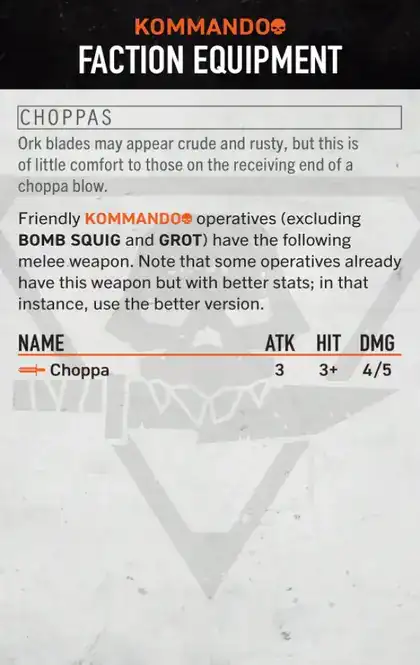 KOMMANDO
FACTION EQUIPMENT
CHOPPAS
Ork blades may appear crude and rusty, but this is
of little comfort to those on the receiving end of a
choppa blow.
Friendly KOMMANDO operatives (excluding
BOMB SQUIG and GROT) have the following
melee weapon. Note that some operatives already
have this weapon but with better stats; in that
instance, use the better version.
NAME ATK HIT DMG
Choppa 3 3+ 4/5